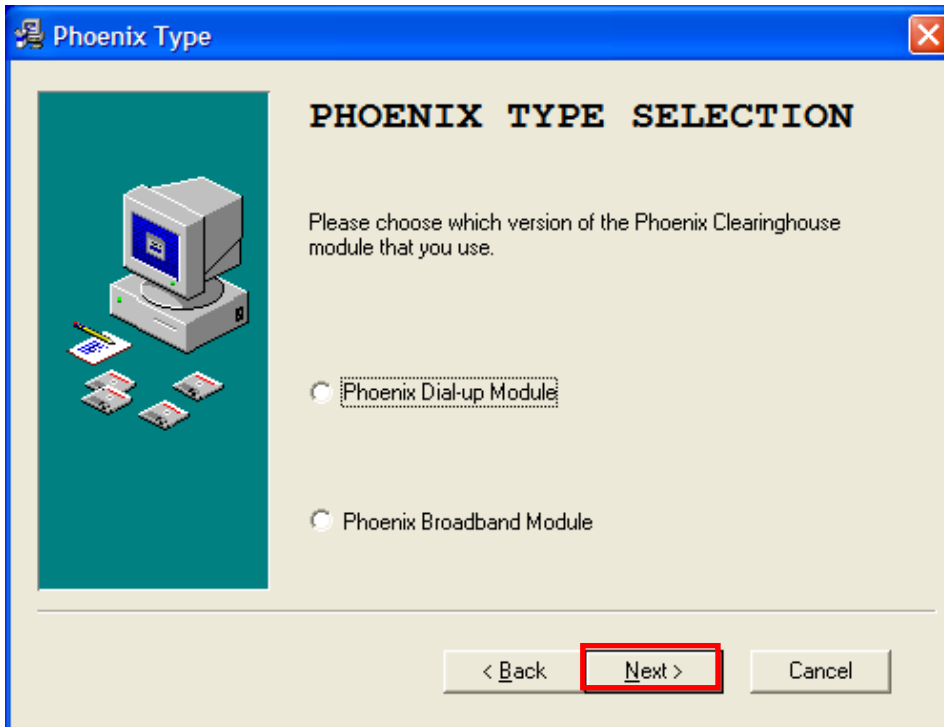 Phoenix Type
PHOENIX TYPE SELECTION
Please choose which version of the Phoenix Clearinghouse
module that you use.
Phoenix Dial-up Module
Phoenix Broadband Module
< Back
Next >
Cancel